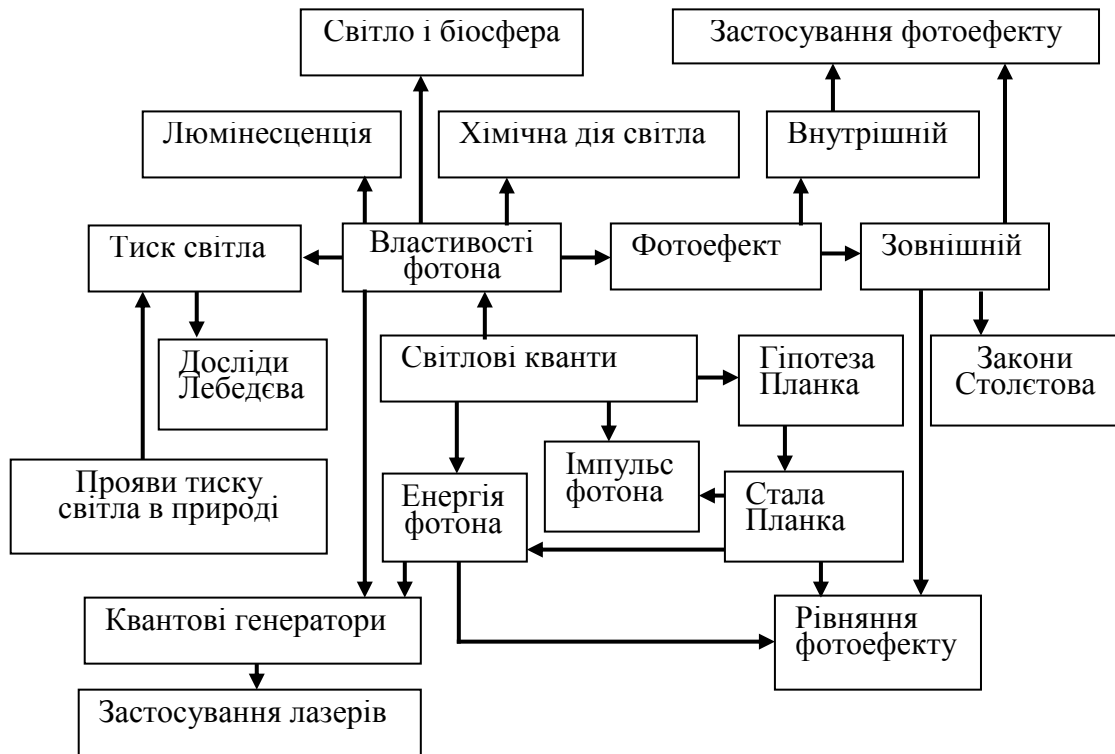 Світло і біосфера
Застосування фотоефекту
Люмінесценція
Хімічна дія світла
Внутрішній
Тиск світла
Властивості
фотона
Фотоефект
Зовнішній
Досліди
Лебедєва
Світлові кванти
Гіпотеза
Планка
Закони
Столєтова
Прояви тиску
світла в природі
Енергія
фотона
Імпульс
фотона
Стала
Планка
Квантові генератори
Рівняння
фотоефекту
Застосування лазерів